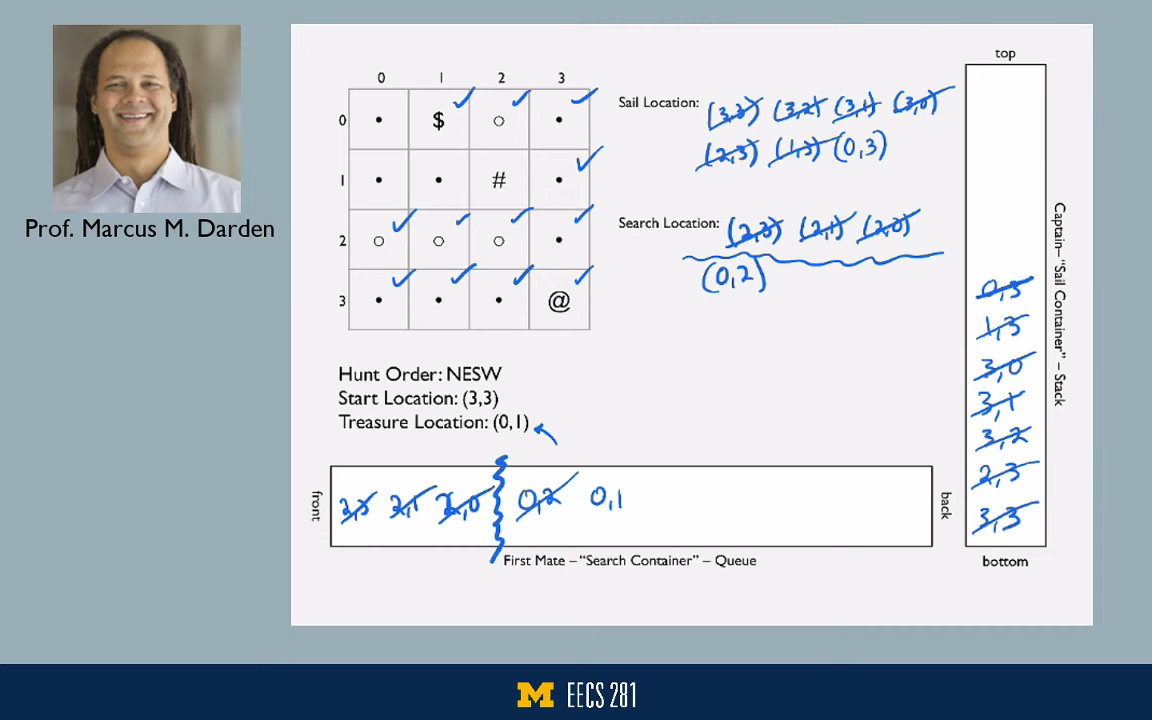 Prof. Marcus M. Darden
0 1 2 3
0 • $ ○ •
1 • • # •
2 ○ ○ ○ •
3 • • • @
Sail Location: (3,3) (3,2) (3,1) (3,0)
(2,3) (1,3) (0,3)
Search Location: (2,3) (2,1) (2,0)
(0,2)
Hunt Order: NESW
Start Location: (3,3)
Treasure Location: (0,1)
front
2,1 2,0 0,2 0,1
back
First Mate – "Search Container" – Queue
top
0,3
1,3
3,0
3,1
3,2
2,3
3,3
bottom
Captain– "Sail Container" – Stack
M EECS 281